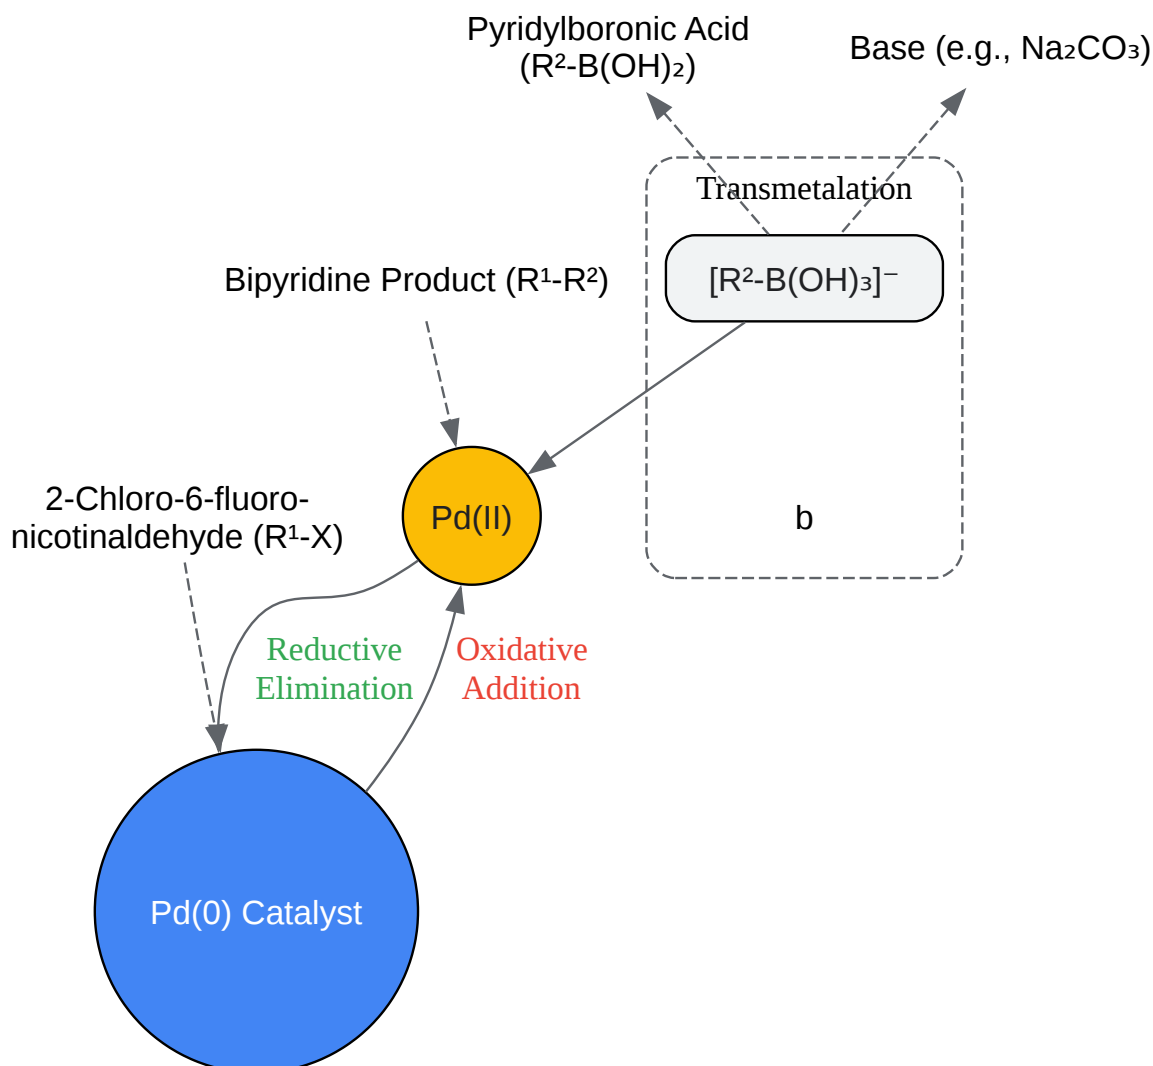 Pyridylboronic Acid
(R²-B(OH)₂)
Base (e.g., Na₂CO₃)
Transmetalation
[R²-B(OH)₃]⁻
Bipyridine Product (R¹-R²)
2-Chloro-6-fluoro-
nicotinaldehyde (R¹-X)
Pd(II)
b
Reductive
Elimination
Oxidative
Addition
Pd(0) Catalyst